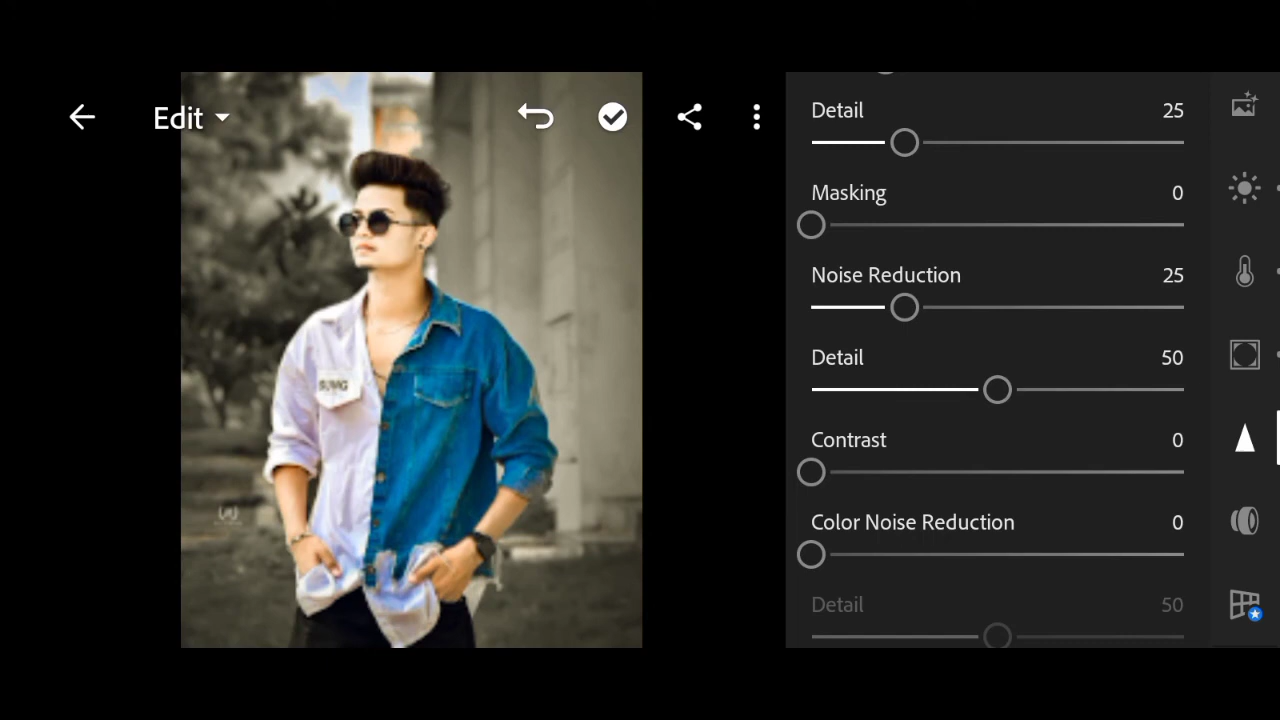 Edit
Detail 25
Masking 0
Noise Reduction 25
Detail 50
Contrast 0
Color Noise Reduction 0
Detail 50